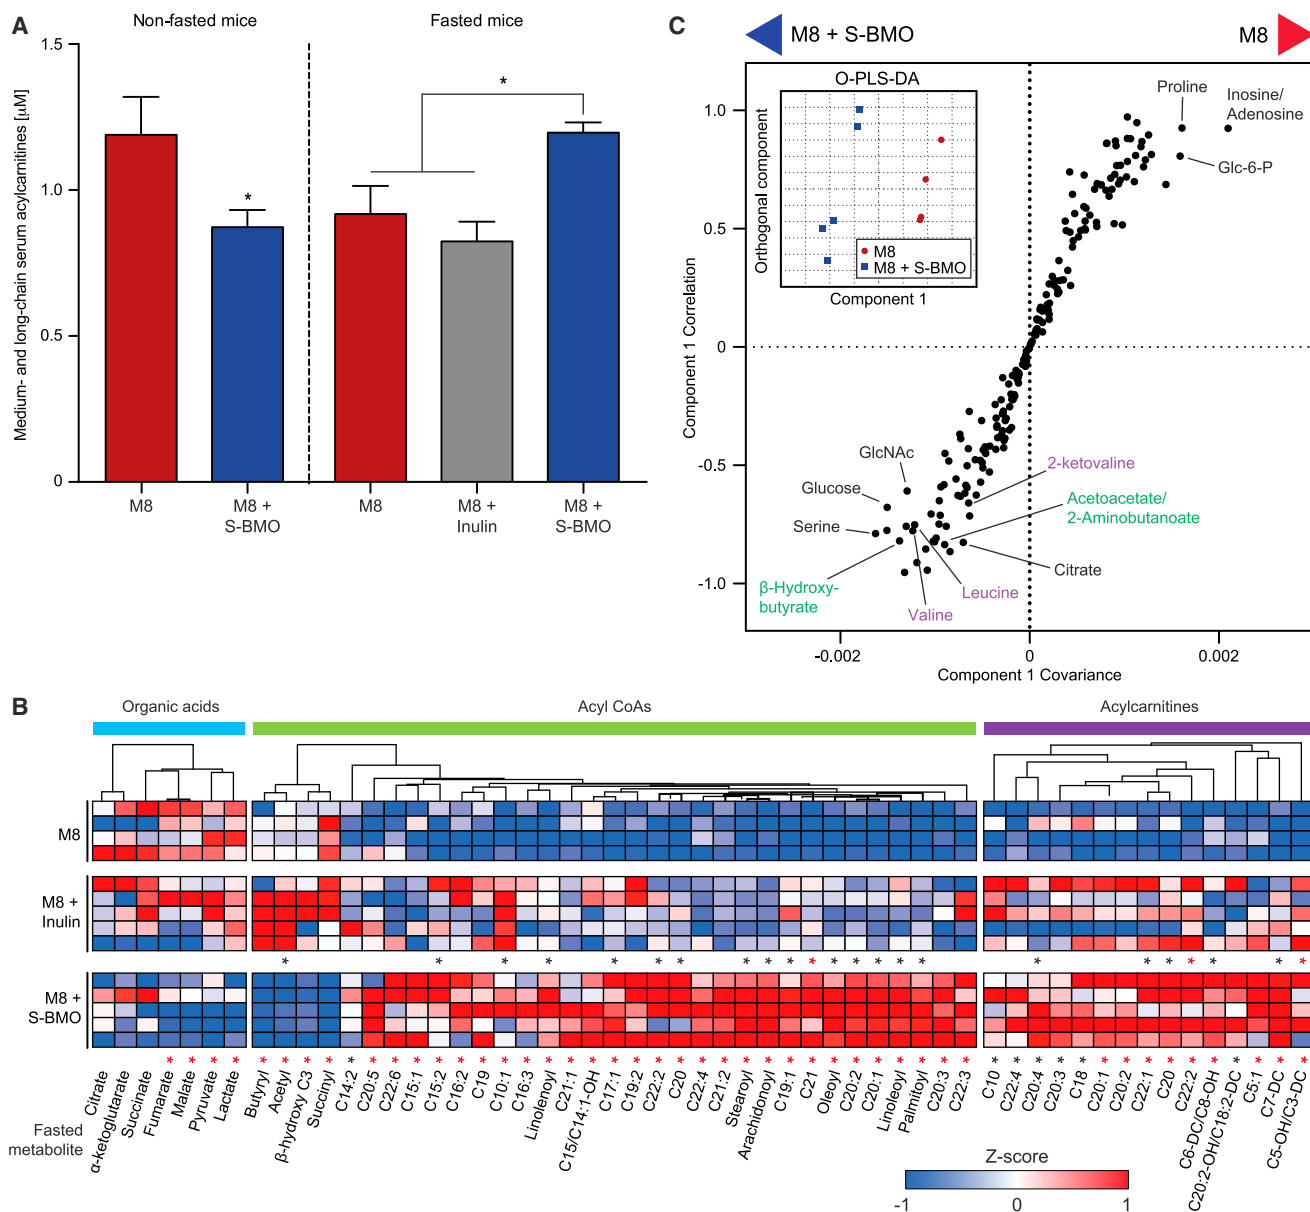 A
Non-fasted mice
Fasted mice
Medium- and long-chain serum acylcarnitines [µM]
1.5
1.0
0.5
0
*
*
M8
M8 +
S-BMO
M8
M8 +
Inulin
M8 +
S-BMO
C
M8 + S-BMO
M8
O-PLS-DA
Orthogonal component
Component 1
M8
M8 + S-BMO
Proline
Inosine/
Adenosine
Glc-6-P
Component 1 Correlation
1.0
0.5
0
-0.5
-1.0
GlcNAc
Glucose
Serine
2-ketovaline
Acetoacetate/
2-Aminobutanoate
Citrate
β-Hydroxy-
butyrate
Leucine
Valine
-0.002
0
0.002
Component 1 Covariance
B
Organic acids
Acyl CoAs
Acylcarnitines
M8
M8 +
Inulin
* * * * * * * * * * * * * * * * * * * *
M8 +
S-BMO
* * * * * * * * * * * * * * * * * * * * * * * * * * * * * * * * * * * * * * * * * * * * * * * * * * * *
Fasted
metabolite
Citrate
α-ketoglutarate
Succinate
Fumarate
Malate
Pyruvate
Lactate
Butyryl
Acetyl
β-hydroxy C3
Succinyl
C14:2
C20:5
C22:6
C15:1
C15:2
C16:2
C19
C10:1
C16:3
Linolenoyl
C21:1
C15/C14:1-OH
C17:1
C19:2
C22:2
C20
C22:4
C21:2
Stearoyl
Arachidonoyl
C19:1
C21
Oleoyl
C20:2
C20:1
Linoleoyl
Palmitoyl
C20:3
C22:3
C10
C22:4
C20:4
C20:3
C18
C20:1
C20:2
C22:1
C20
C22:2
C6-DC/C8-OH
C20:2-OH/C18:2-DC
C5:1
C7-DC
C5-OH/C3-DC
Z-score
-1
0
1